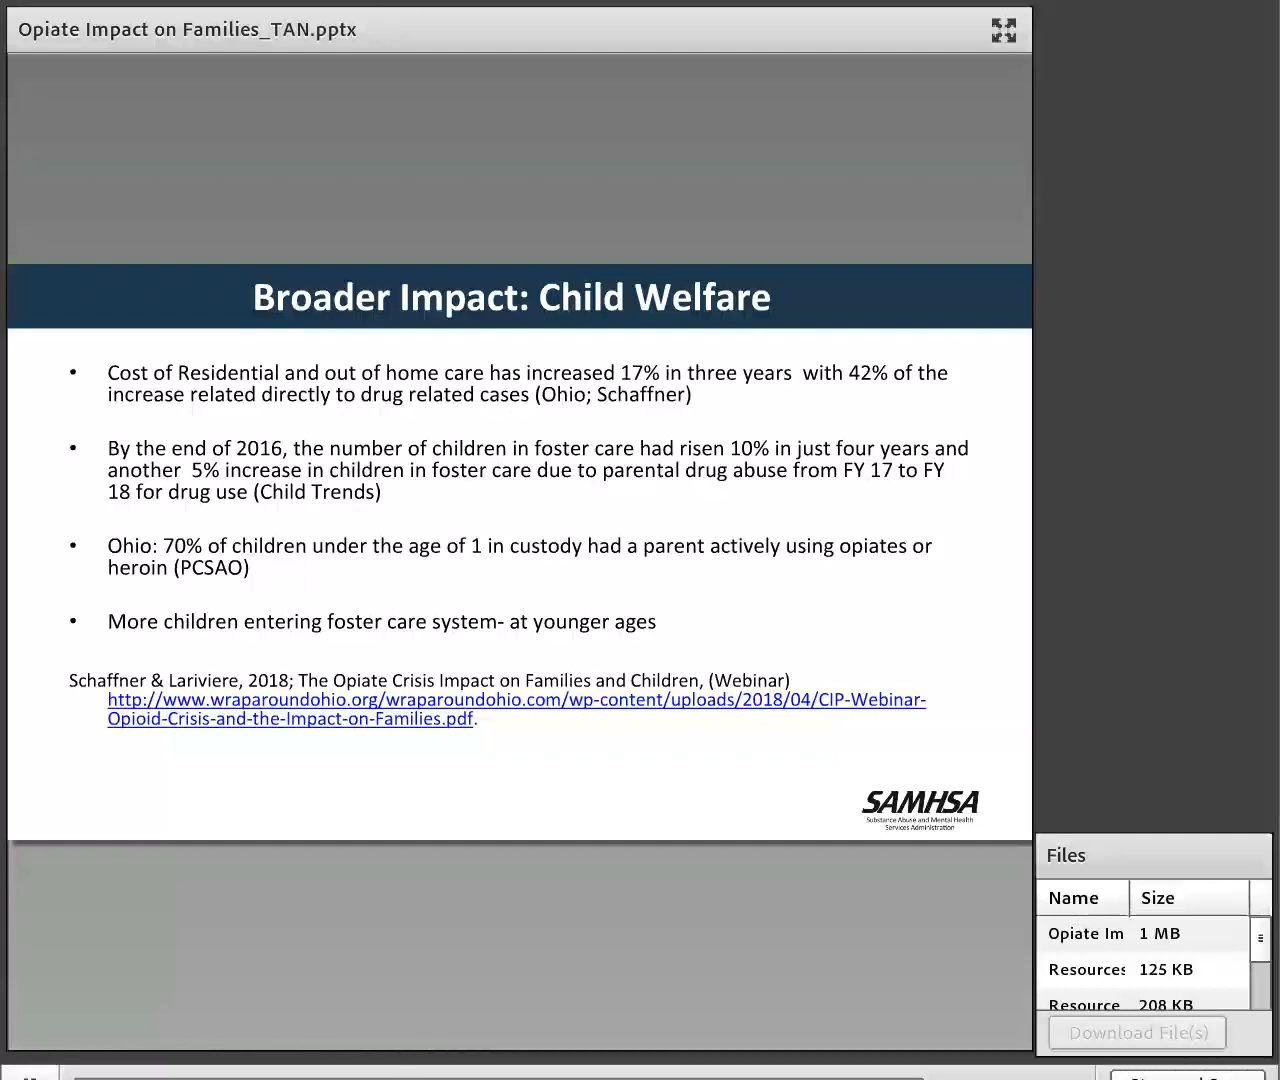 Opiate Impact on Families_TAN.pptx
Broader Impact: Child Welfare
• Cost of Residential and out of home care has increased 17% in three years  with 42% of the
increase related directly to drug related cases (Ohio; Schaffner)
• By the end of 2016, the number of children in foster care had risen 10% in just four years and
another  5% increase in children in foster care due to parental drug abuse from FY 17 to FY
18 for drug use (Child Trends)
• Ohio: 70% of children under the age of 1 in custody had a parent actively using opiates or
heroin (PCSAO)
• More children entering foster care system- at younger ages
Schaffner & Lariviere, 2018; The Opiate Crisis Impact on Families and Children, (Webinar)
http://www.wraparoundohio.org/wraparoundohio.com/wp-content/uploads/2018/04/CIP-Webinar-
Opioid-Crisis-and-the-Impact-on-Families.pdf.
SAMHSA
Substance Abuse and Mental Health
Services Administration
Files
Name Size
Opiate Im 1 MB
Resources 125 KB
Resource 208 KB
Download File(s)